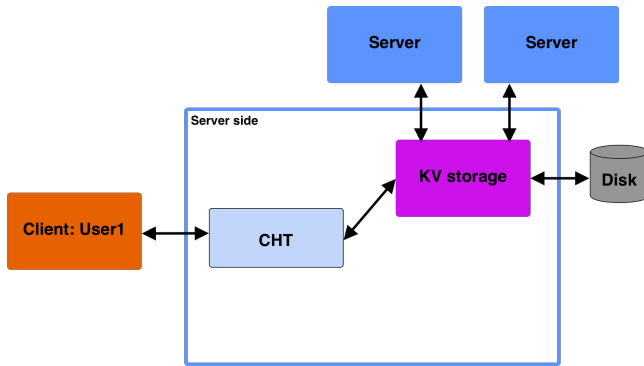 Server
Server
Server side
KV storage
Disk
Client: User1
CHT